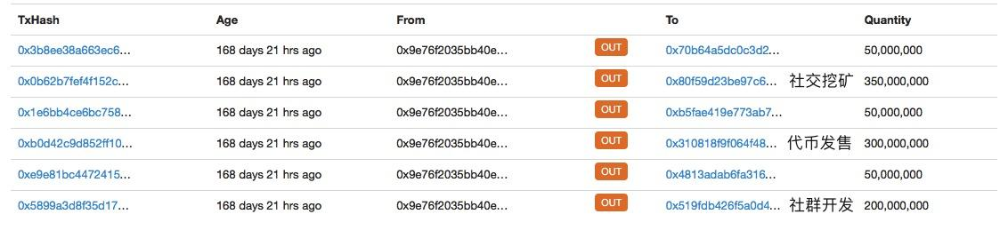 TxHash Age From To Quantity
0x3b8ee38a663ec6... 168 days 21 hrs ago 0x9e76f2035bb40e... OUT 0x70b64a5dc0c3d2... 50,000,000
0x0b62b7fef4f152c... 168 days 21 hrs ago 0x9e76f2035bb40e... OUT 0x80f59d23be97c6... 社交挖矿 350,000,000
0x1e6bb4ce6bc758... 168 days 21 hrs ago 0x9e76f2035bb40e... OUT 0xb5fae419e773ab7... 50,000,000
0xb0d42c9d852ff10... 168 days 21 hrs ago 0x9e76f2035bb40e... OUT 0x310818f9f064f48... 代币发售 300,000,000
0xe9e81bc4472415... 168 days 21 hrs ago 0x9e76f2035bb40e... OUT 0x4813adab6fa316... 50,000,000
0x5899a3d8f35d17... 168 days 21 hrs ago 0x9e76f2035bb40e... OUT 0x519fdb426f5a0d4... 社群开发 200,000,000